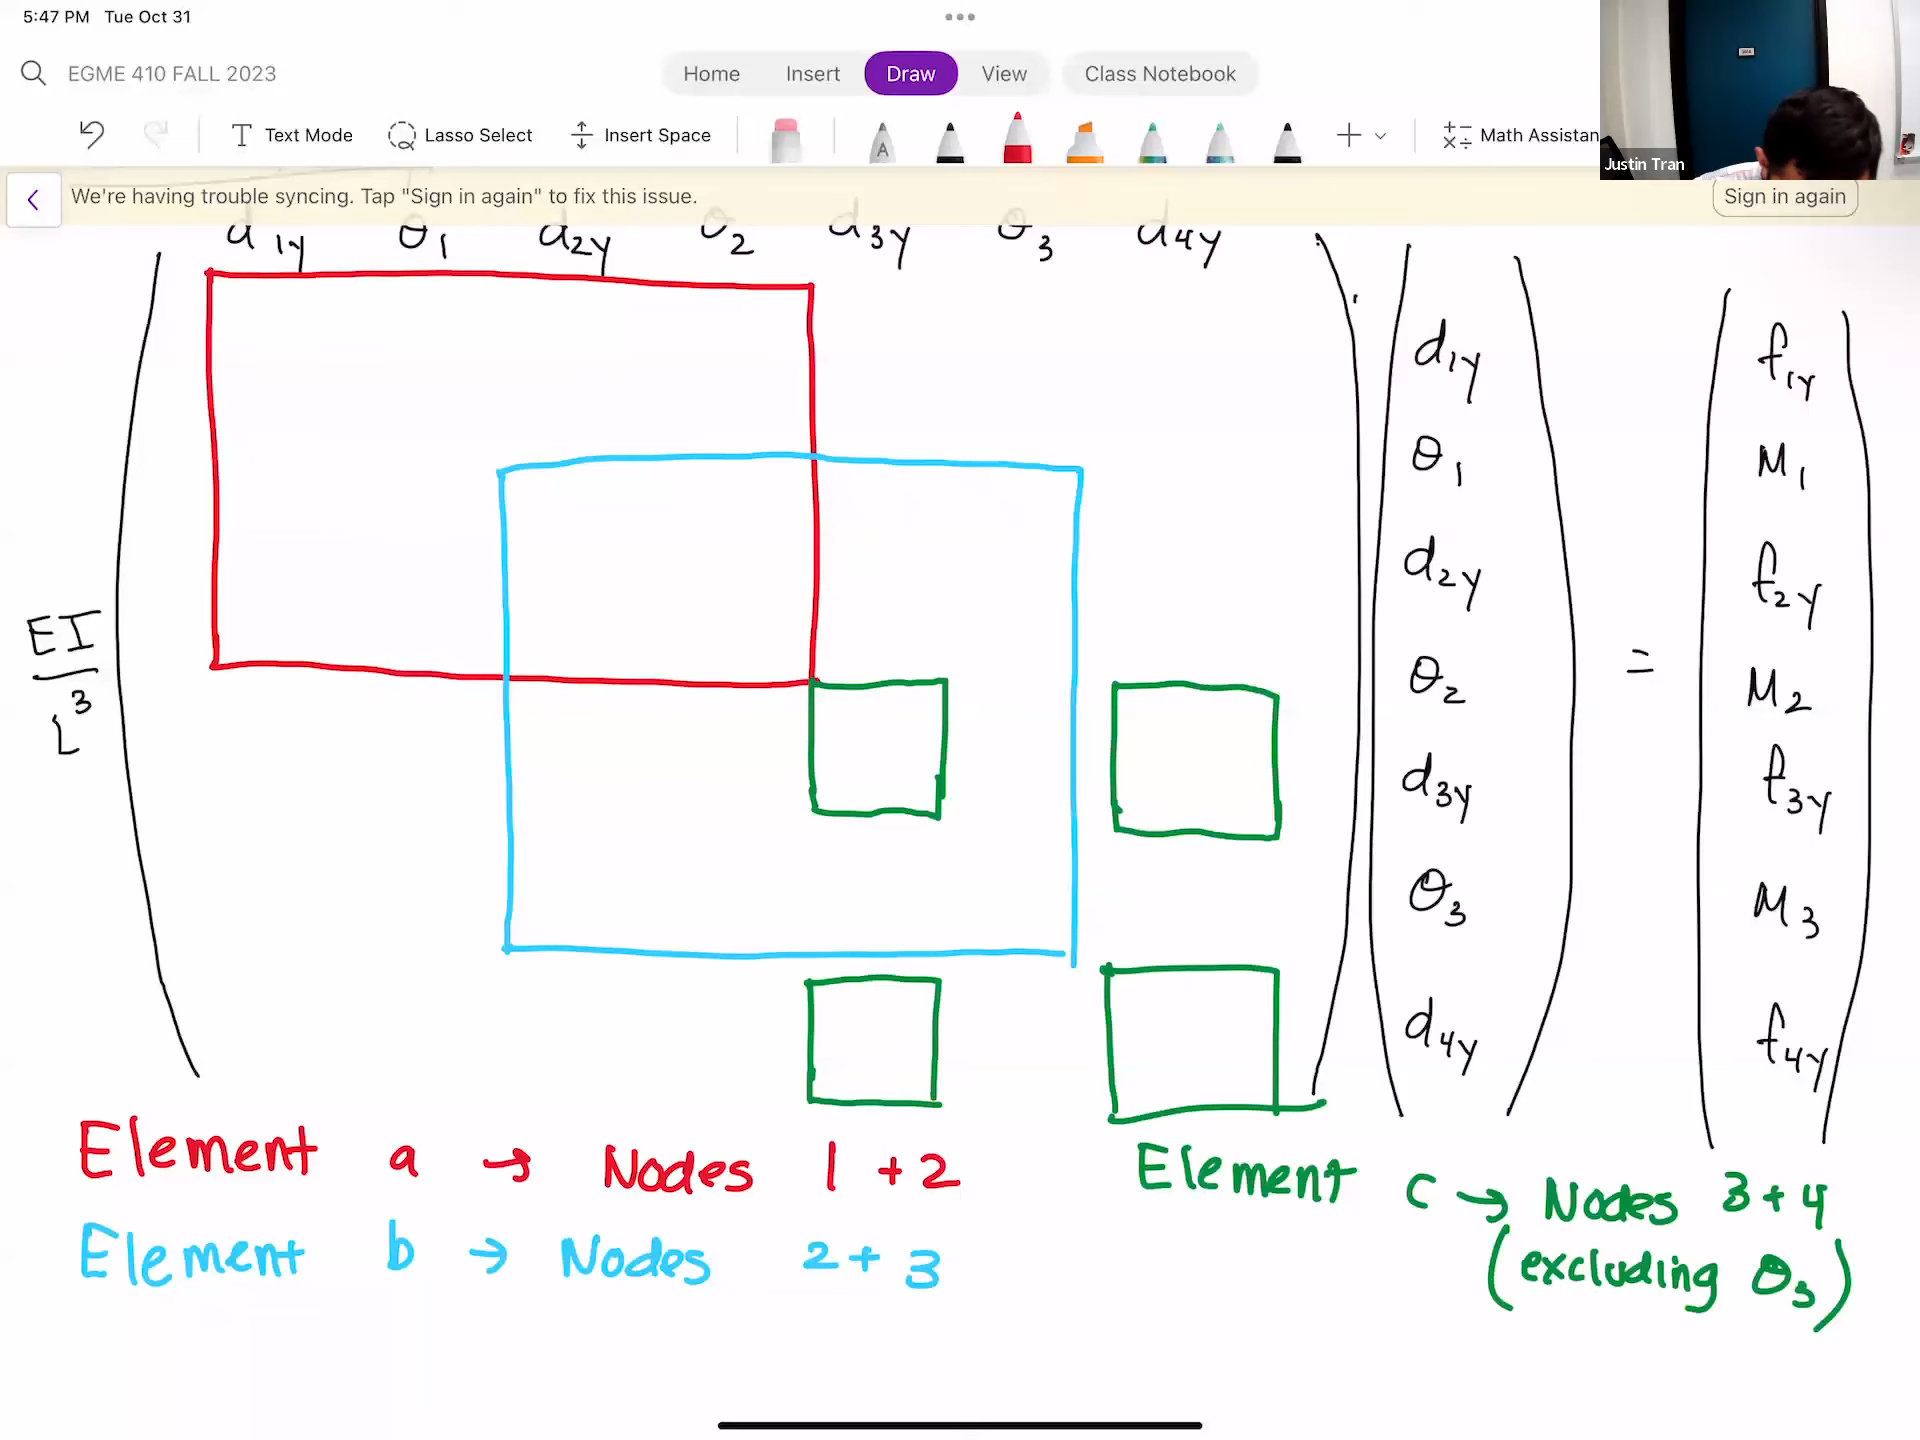 5:47 PM Tue Oct 31
EGME 410 FALL 2023
Home Insert Draw View Class Notebook
Text Mode Lasso Select Insert Space Math Assistan
Justin Tran
We're having trouble syncing. Tap "Sign in again" to fix this issue.
Sign in again
d1y θ1 d2y θ2 d3y θ3 d4y
d1y
θ1
d2y
θ2
d3y
θ3
d4y
EI
L3
=
f1y
M1
f2y
M2
f3y
M3
f4y
Element a → Nodes 1 + 2
Element b → Nodes 2 + 3
Element c → Nodes 3 + 4
(excluding θ3)